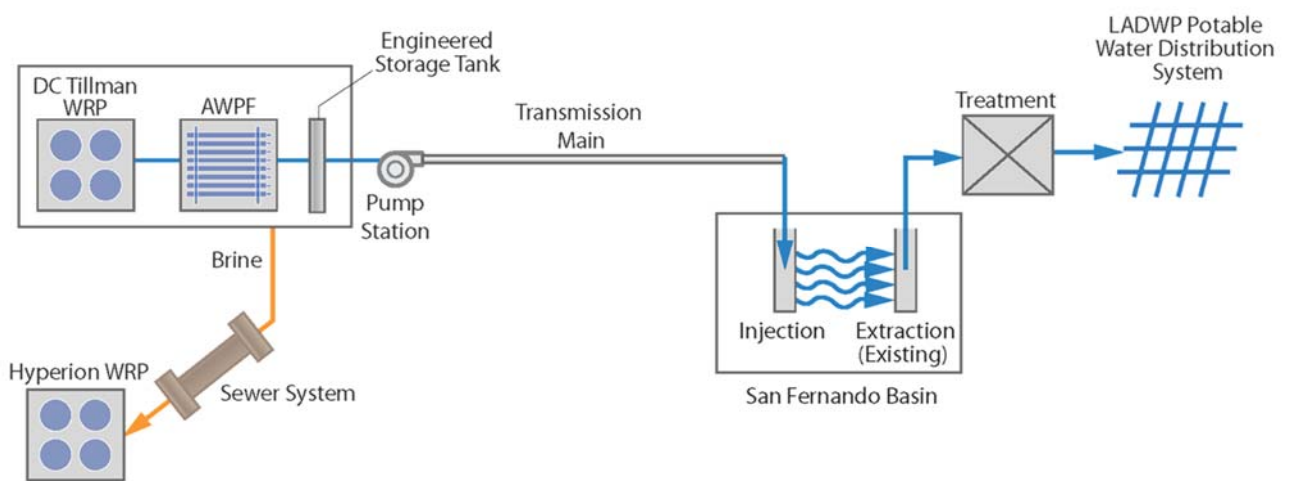 DC Tillman
WRP
AWPF
Engineered
Storage Tank
Pump
Station
Transmission
Main
Treatment
LADWP Potable
Water Distribution
System
Brine
Hyperion WRP
Sewer System
Injection
Extraction
(Existing)
San Fernando Basin